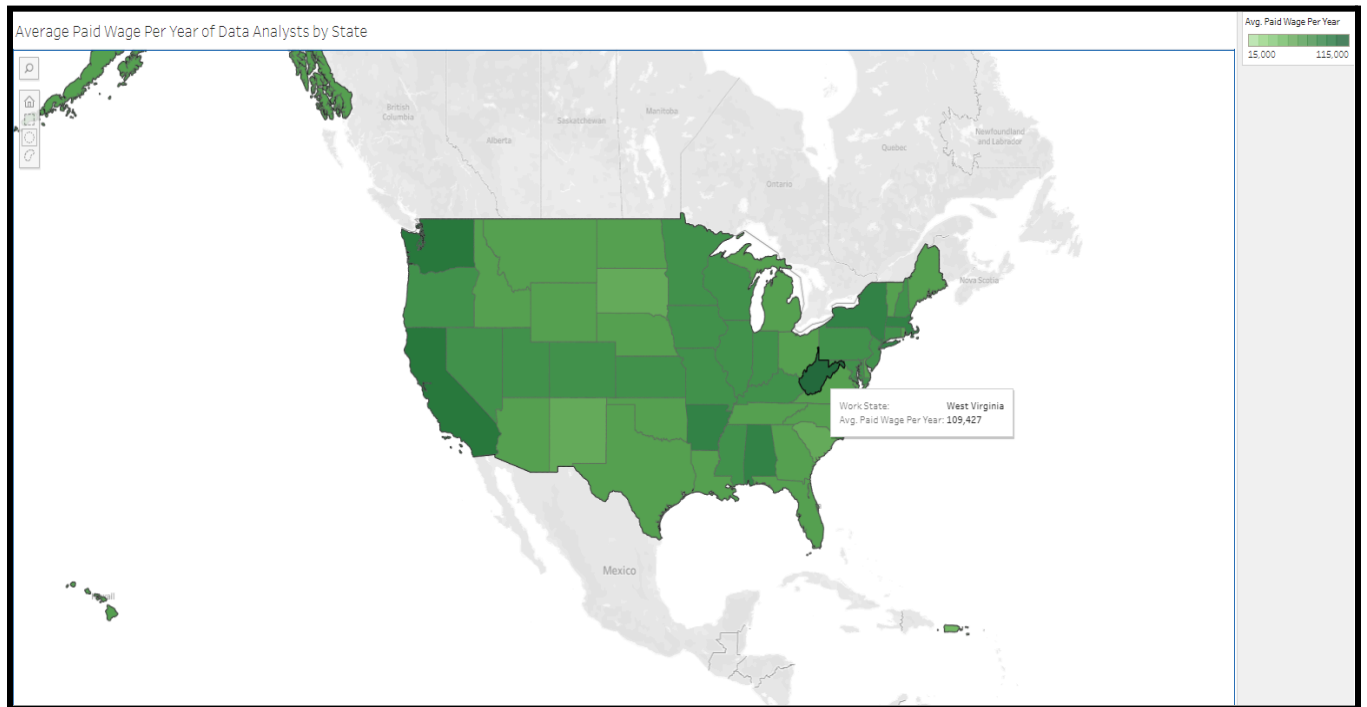 Average Paid Wage Per Year of Data Analysts by State
Avg. Paid Wage Per Year
15,000 115,000
British
Columbia
Alberta
Saskatchewan
Manitoba
Ontario
Quebec
Newfoundland
and Labrador
Nova Scotia
Work State: West Virginia
Avg. Paid Wage Per Year: 109,427
Mexico